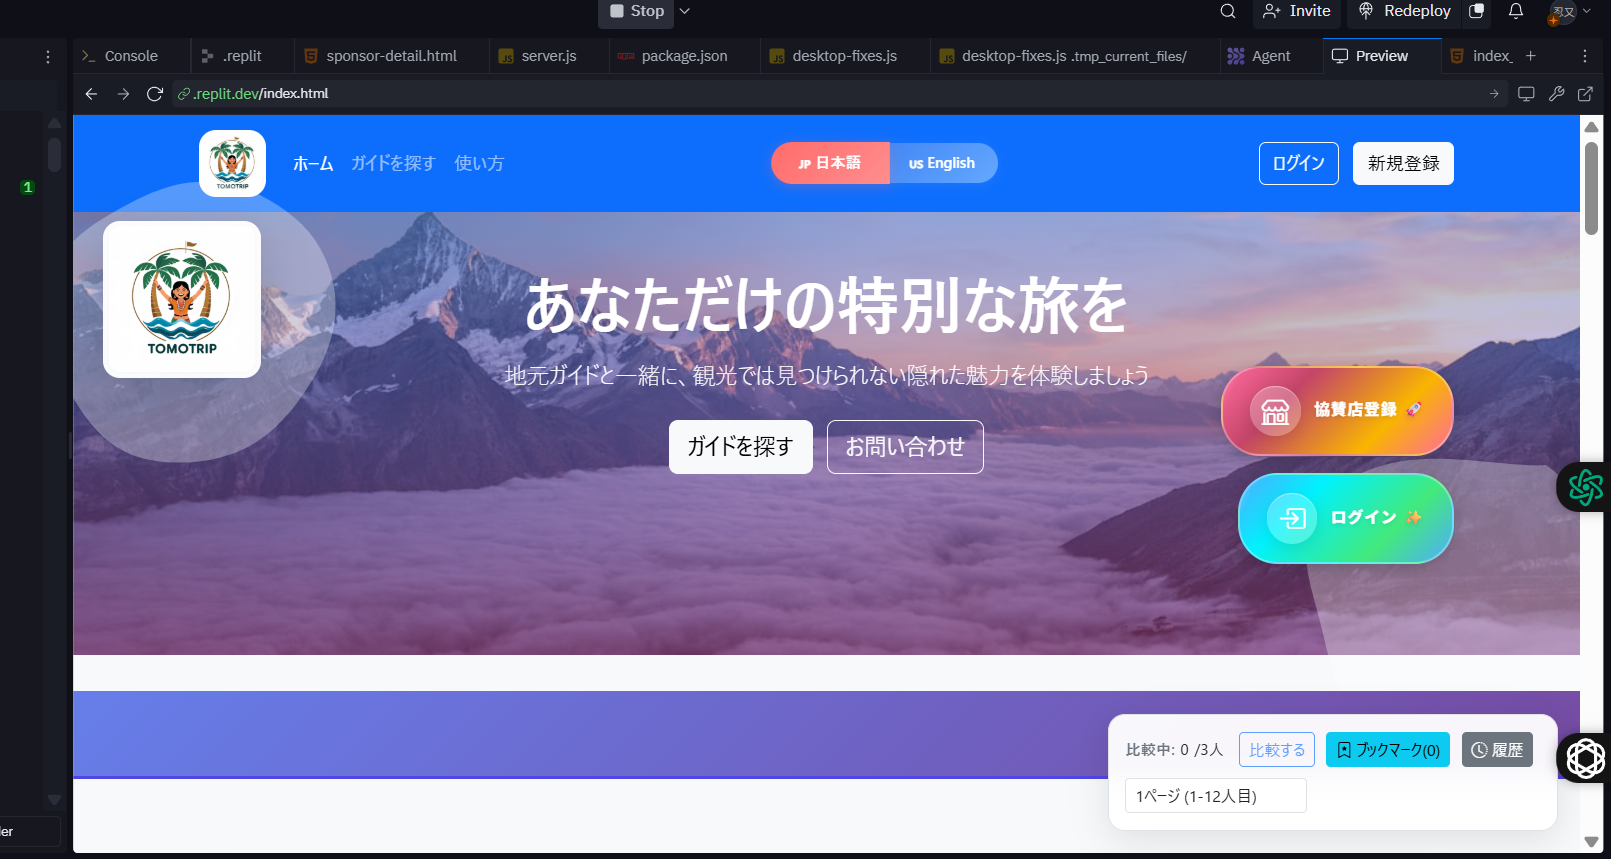 Stop
Invite
Redeploy
忍又
Console
.replit
sponsor-detail.html
server.js
package.json
desktop-fixes.js
desktop-fixes.js .tmp_current_files/
Agent
Preview
index_
.replit.dev/index.html
1
TOMOTRIP
ホーム
ガイドを探す
使い方
JP 日本語
US English
ログイン
新規登録
TOMOTRIP
あなただけの特別な旅を
地元ガイドと一緒に、観光では見つけられない隠れた魅力を体験しましょう
ガイドを探す
お問い合わせ
協賛店登録 🚀
ログイン ✨
比較中: 0 /3人
比較する
ブックマーク(0)
履歴
1ページ (1-12人目)
ler